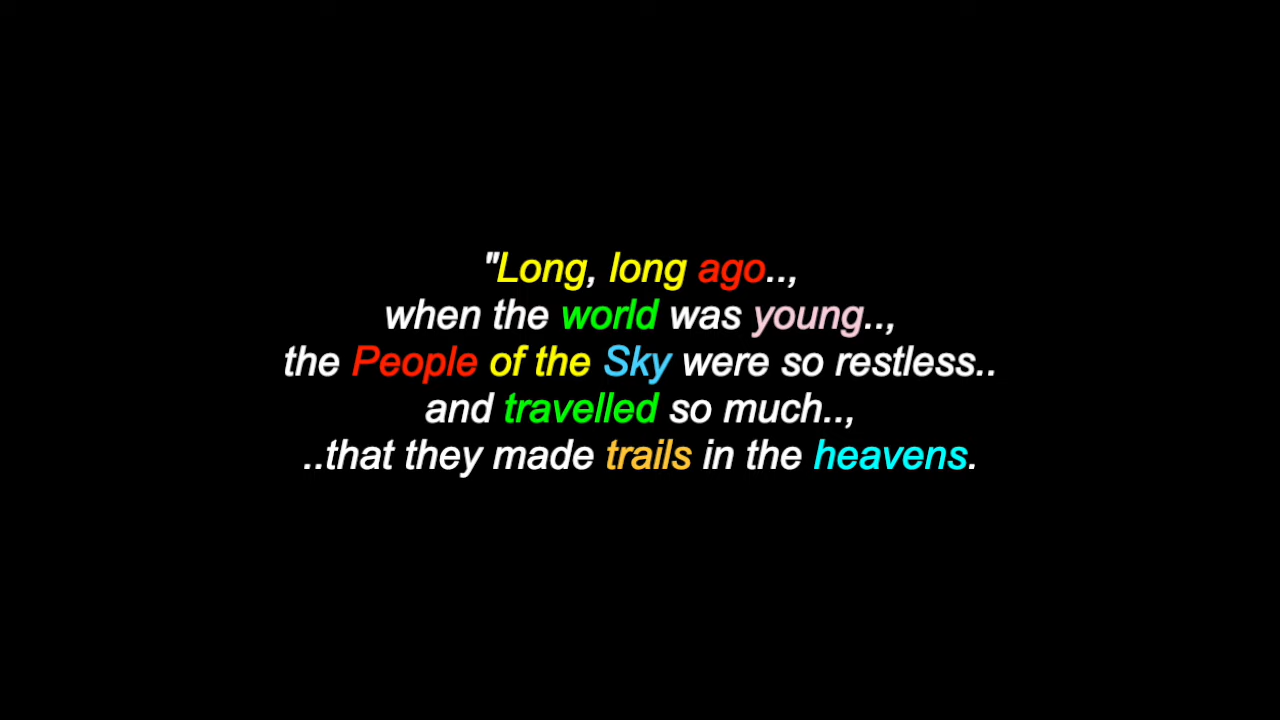 "Long, long ago..,
when the world was young..,
the People of the Sky were so restless..
and travelled so much..,
..that they made trails in the heavens.